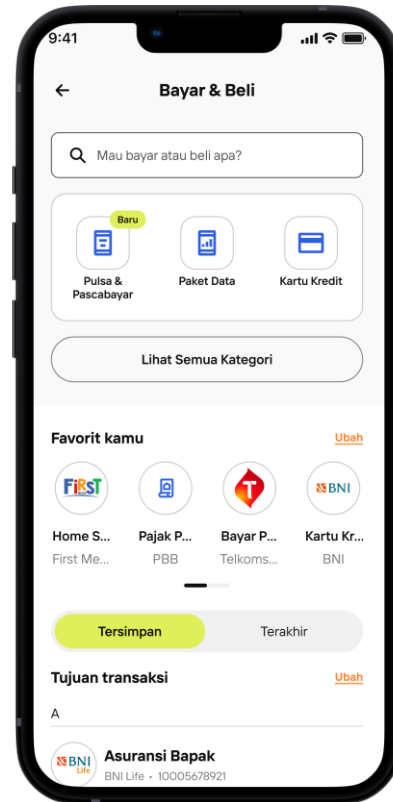 9:41
Bayar & Beli
Mau bayar atau beli apa?
Baru
Pulsa &
Pascabayar
Paket Data
Kartu Kredit
Lihat Semua Kategori
Favorit kamu
Ubah
FiRST
T
BNI
Home S...
Pajak P...
Bayar P...
Kartu Kr...
First Me...
PBB
Telkoms...
BNI
Tersimpan
Terakhir
Tujuan transaksi
Ubah
A
BNI
Life
Asuransi Bapak
BNI Life • 10005678921